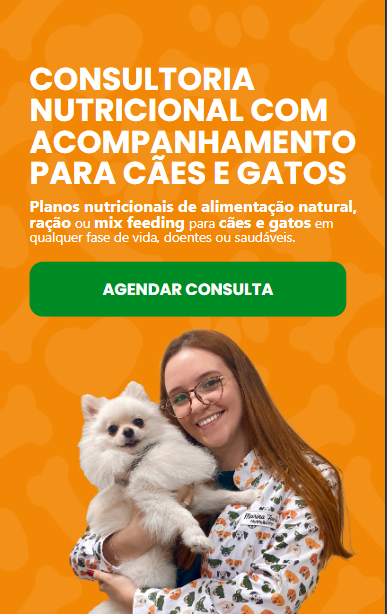 CONSULTORIA
NUTRICIONAL COM
ACOMPANHAMENTO
PARA CÃES E GATOS
Planos nutricionais de alimentação natural,
ração ou mix feeding para cães e gatos em
qualquer fase de vida, doentes ou saudáveis.
AGENDAR CONSULTA